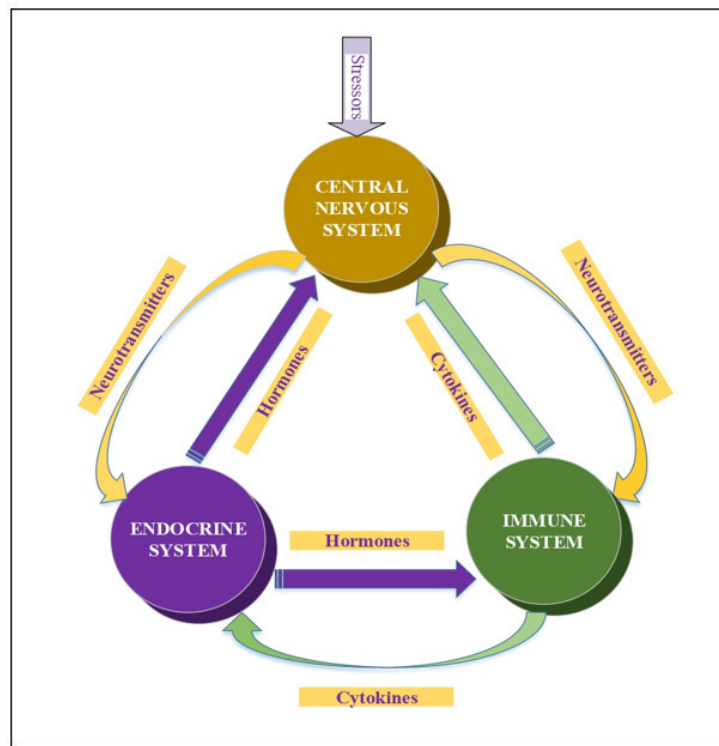 Stressors
CENTRAL
NERVOUS
SYSTEM
Neurotransmitters
Hormones
Cytokines
Neurotransmitters
ENDOCRINE
SYSTEM
Hormones
IMMUNE
SYSTEM
Cytokines